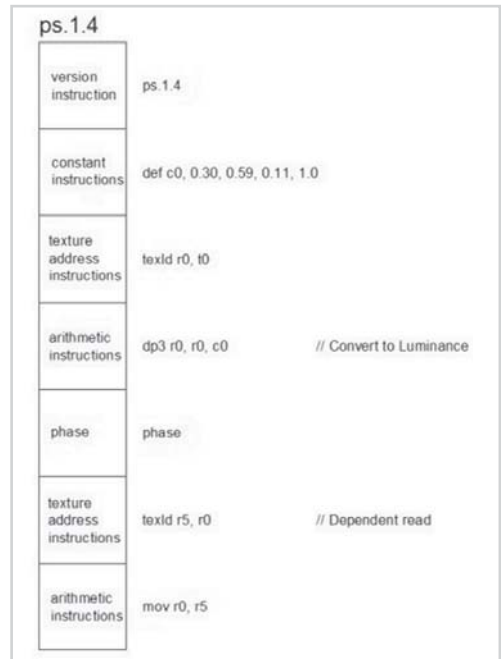 ps.1.4
version
instruction
ps.1.4
constant
instructions
def c0, 0.30, 0.59, 0.11, 1.0
texture
address
instructions
texld r0, t0
arithmetic
instructions
dp3 r0, r0, c0 // Convert to Luminance
phase
phase
texture
address
instructions
texld r5, r0 // Dependent read
arithmetic
instructions
mov r0, r5